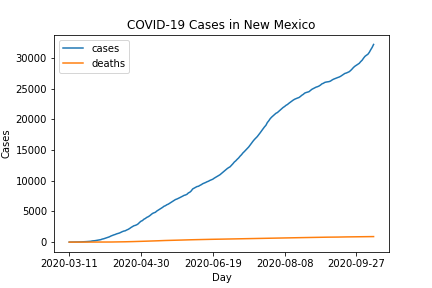 COVID-19 Cases in New Mexico
cases
deaths
Cases
30000
25000
20000
15000
10000
5000
0
2020-03-11 2020-04-30 2020-06-19 2020-08-08 2020-09-27
Day